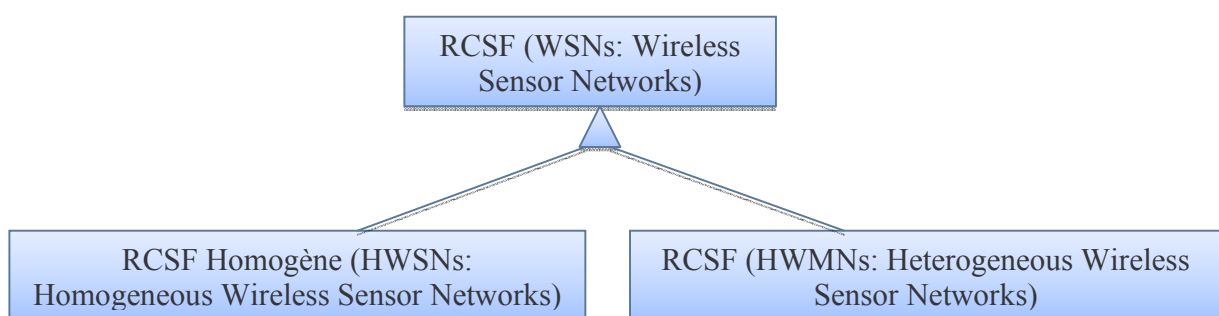 RCSF (WSNs: Wireless
Sensor Networks)
RCSF Homogène (HWSNs:
Homogeneous Wireless Sensor Networks)
RCSF (HWMNs: Heterogeneous Wireless
Sensor Networks)